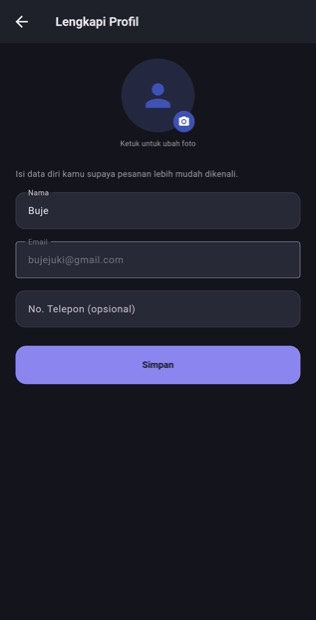 Lengkapi Profil
Ketuk untuk ubah foto
Isi data diri kamu supaya pesanan lebih mudah dikenali.
Nama
Buje
Email
bujejuki@gmail.com
No. Telepon (opsional)
Simpan